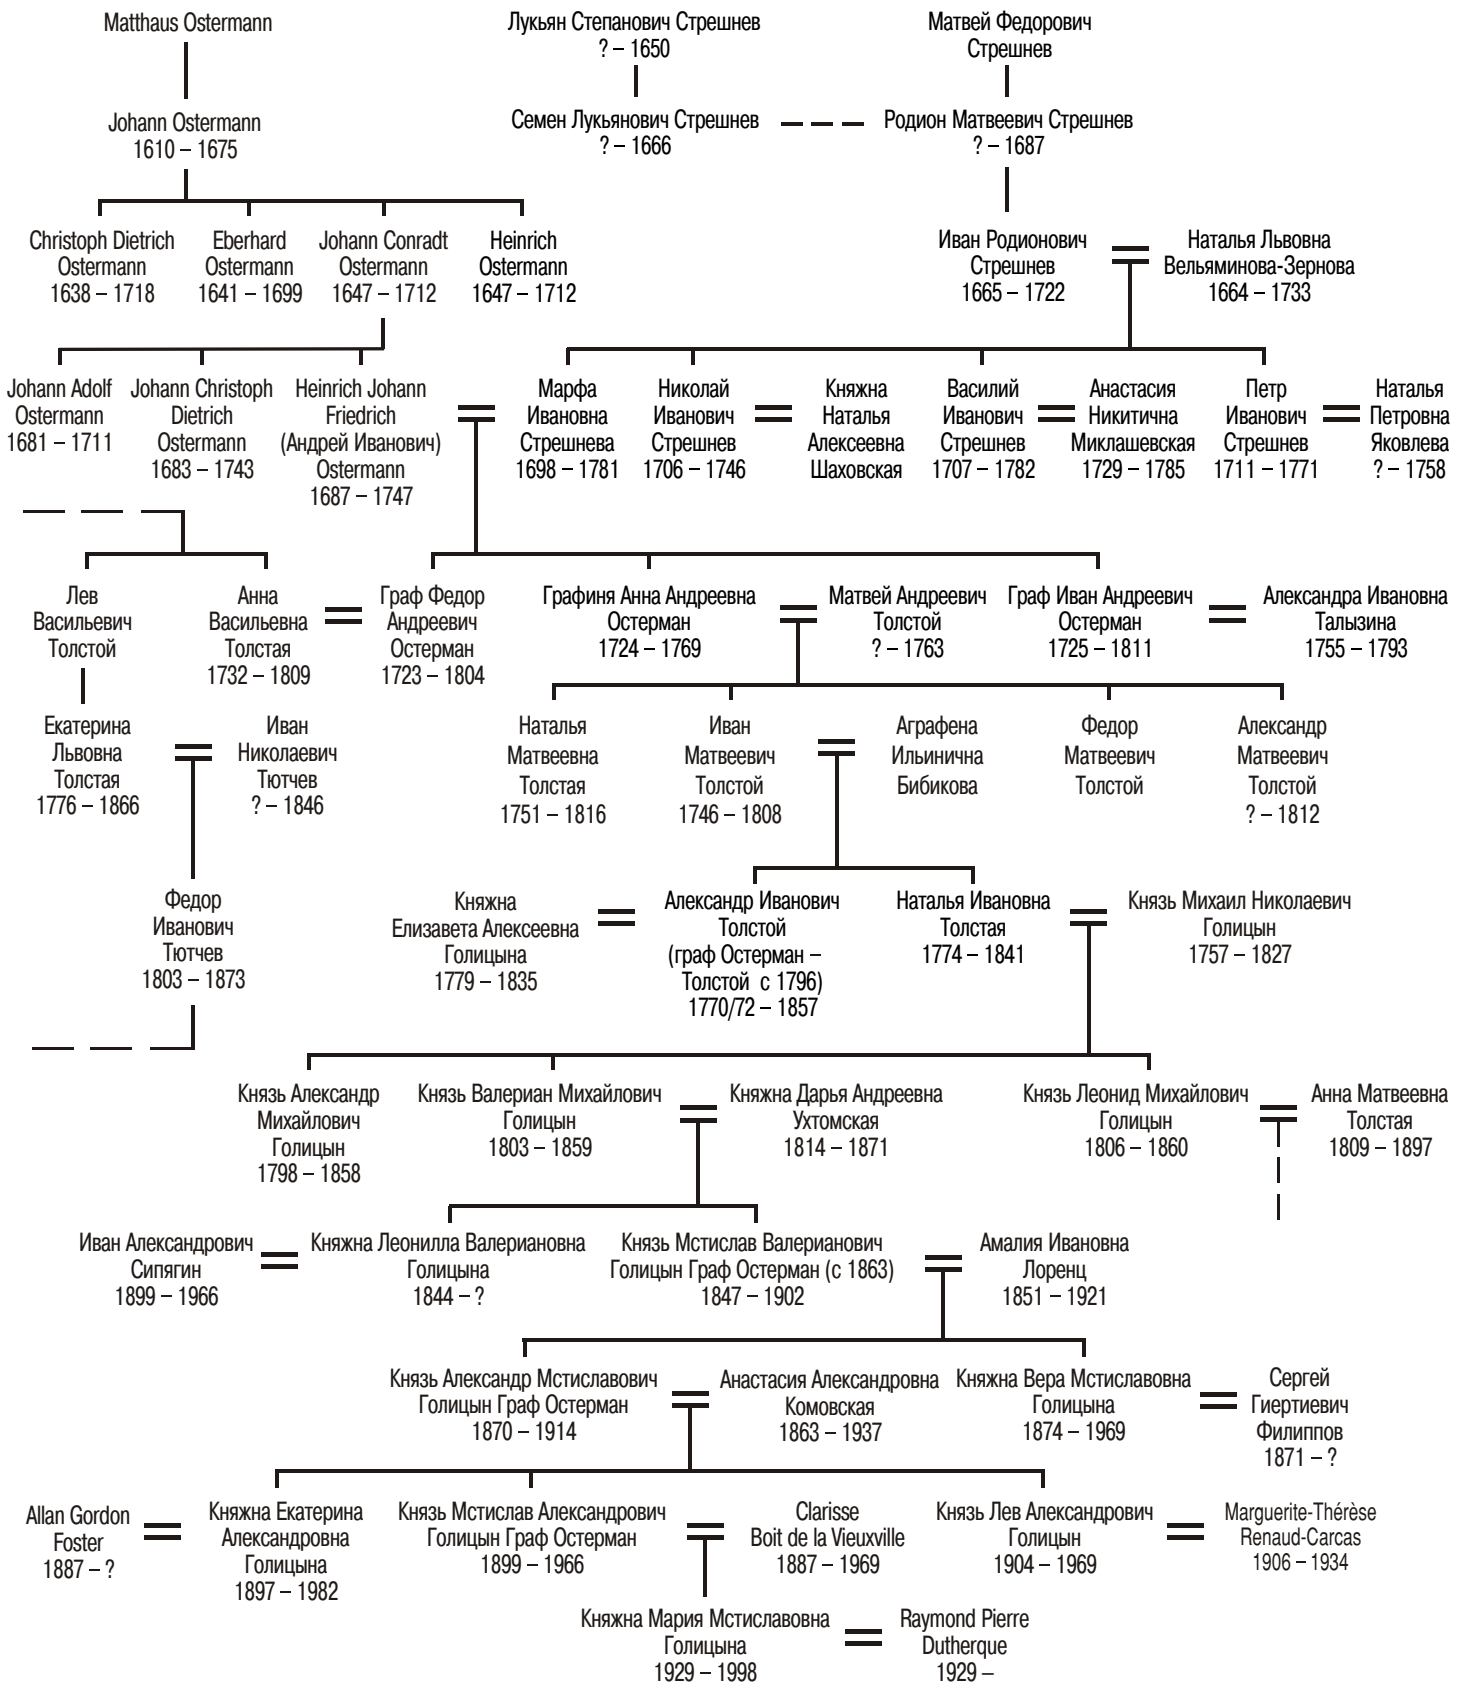 Matthaus Ostermann
Лукьян Степанович Стрешнев
? – 1650
Матвей Федорович
Стрешнев
Johann Ostermann
1610 – 1675
Семен Лукьянович Стрешнев
? – 1666
Родион Матвеевич Стрешнев
? – 1687
Christoph Dietrich
Ostermann
1638 – 1718
Eberhard
Ostermann
1641 – 1699
Johann Conradt
Ostermann
1647 – 1712
Heinrich
Ostermann
1647 – 1712
Иван Родионович
Стрешнев
1665 – 1722
Наталья Львовна
Вельяминова-Зернова
1664 – 1733
Johann Adolf
Ostermann
1681 – 1711
Johann Christoph
Dietrich
Ostermann
1683 – 1743
Heinrich Johann
Friedrich
(Андрей Иванович)
Ostermann
1687 – 1747
Марфа
Ивановна
Стрешнева
1698 – 1781
Николай
Иванович
Стрешнев
1706 – 1746
Княжна
Наталья
Алексеевна
Шаховская
Василий
Иванович
Стрешнев
1707 – 1782
Анастасия
Никитична
Миклашевская
1729 – 1785
Петр
Иванович
Стрешнев
1711 – 1771
Наталья
Петровна
Яковлева
? – 1758
Лев
Васильевич
Толстой
Анна
Васильевна
Толстая
1732 – 1809
Граф Федор
Андреевич
Остерман
1723 – 1804
Графиня Анна Андреевна
Остерман
1724 – 1769
Матвей Андреевич
Толстой
? – 1763
Граф Иван Андреевич
Остерман
1725 – 1811
Александра Ивановна
Талызина
1755 – 1793
Екатерина
Львовна
Толстая
1776 – 1866
Иван
Николаевич
Тютчев
? – 1846
Наталья
Матвеевна
Толстая
1751 – 1816
Иван
Матвеевич
Толстой
1746 – 1808
Аграфена
Ильинична
Бибикова
Федор
Матвеевич
Толстой
Александр
Матвеевич
Толстой
? – 1812
Федор
Иванович
Тютчев
1803 – 1873
Княжна
Елизавета Алексеевна
Голицына
1779 – 1835
Александр Иванович
Толстой
(граф Остерман –
Толстой с 1796)
1770/72 – 1857
Наталья Ивановна
Толстая
1774 – 1841
Князь Михаил Николаевич
Голицын
1757 – 1827
Князь Александр
Михайлович
Голицын
1798 – 1858
Князь Валериан Михайлович
Голицын
1803 – 1859
Княжна Дарья Андреевна
Ухтомская
1814 – 1871
Князь Леонид Михайлович
Голицын
1806 – 1860
Анна Матвеевна
Толстая
1809 – 1897
Иван Александрович
Сипягин
1899 – 1966
Княжна Леонилла Валериановна
Голицына
1844 – ?
Князь Мстислав Валерианович
Голицын Граф Остерман (с 1863)
1847 – 1902
Амалия Ивановна
Лоренц
1851 – 1921
Князь Александр Мстиславович
Голицын Граф Остерман
1870 – 1914
Анастасия Александровна
Комовская
1863 – 1937
Княжна Вера Мстиславовна
Голицына
1874 – 1969
Сергей
Гиертиевич
Филиппов
1871 – ?
Allan Gordon
Foster
1887 – ?
Княжна Екатерина
Александровна
Голицына
1897 – 1982
Князь Мстислав Александрович
Голицын Граф Остерман
1899 – 1966
Clarisse
Boit de la Vieuxville
1887 – 1969
Князь Лев Александрович
Голицын
1904 – 1969
Marguerite-Thérèse
Renaud-Carcas
1906 – 1934
Княжна Мария Мстиславовна
Голицына
1929 – 1998
Raymond Pierre
Dutherque
1929 –